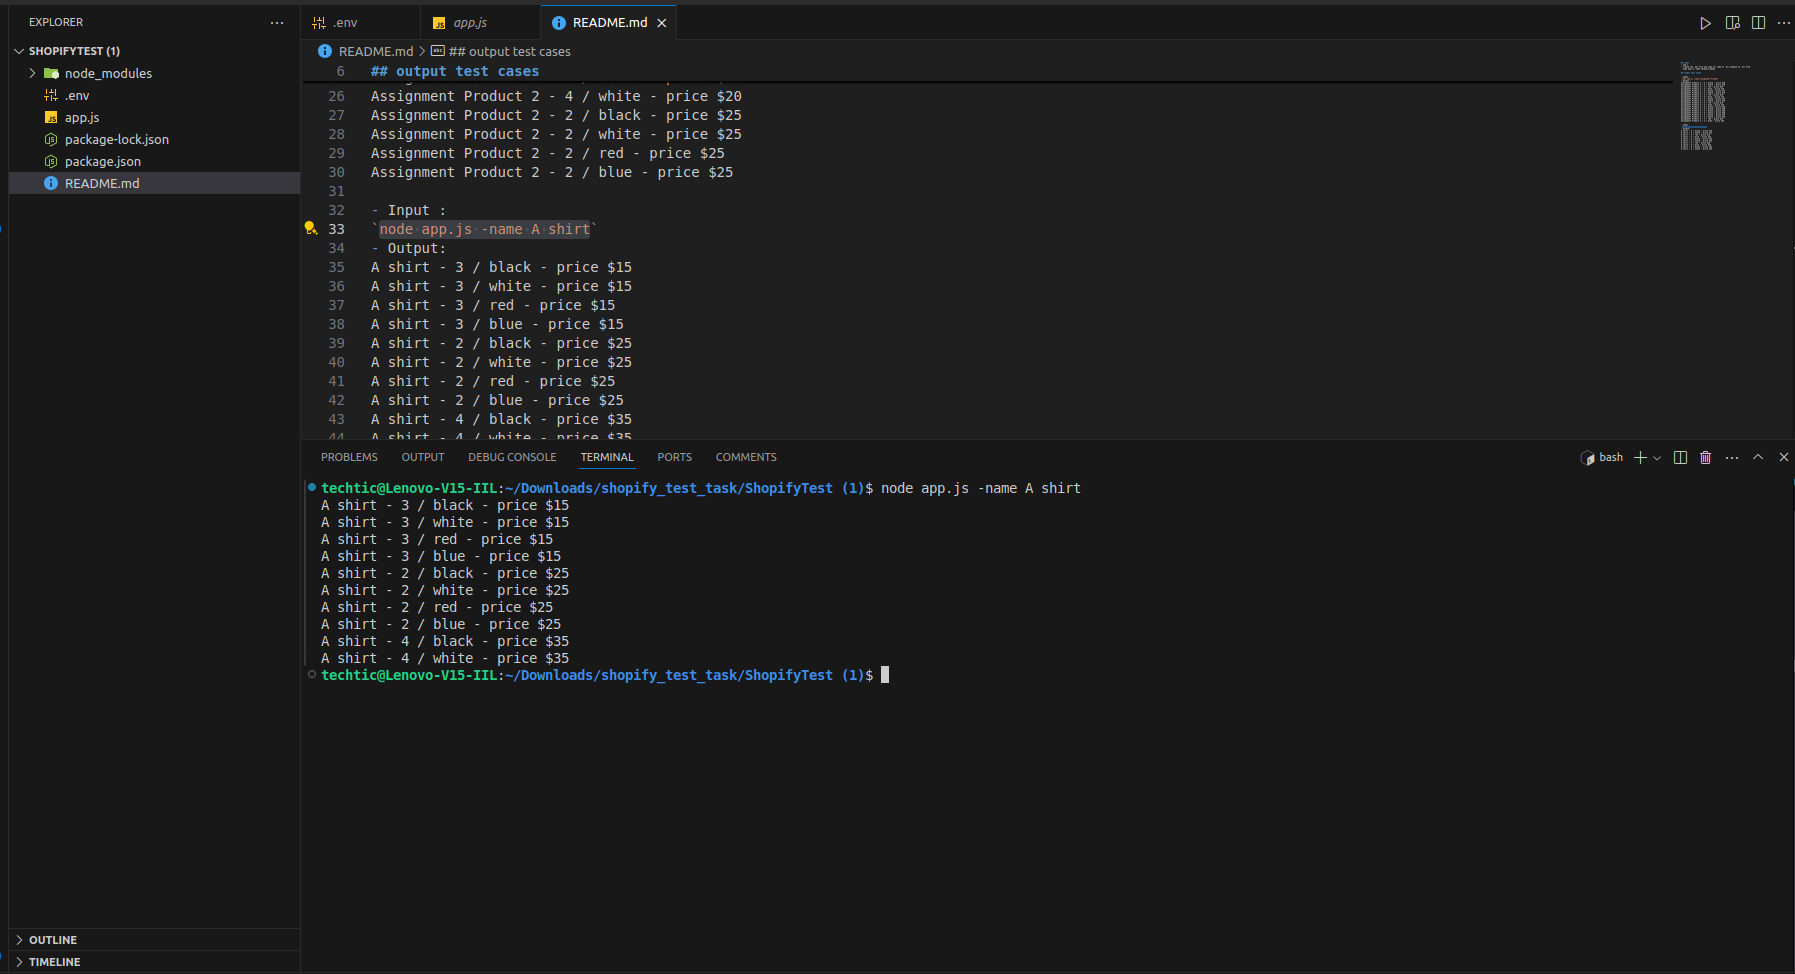 EXPLORER
SHOPIFYTEST (1)
node_modules
.env
app.js
package-lock.json
package.json
README.md
OUTLINE
TIMELINE
.env
app.js
README.md
README.md > ## output test cases
6 ## output test cases
26 Assignment Product 2 - 4 / white - price $20
27 Assignment Product 2 - 2 / black - price $25
28 Assignment Product 2 - 2 / white - price $25
29 Assignment Product 2 - 2 / red - price $25
30 Assignment Product 2 - 2 / blue - price $25
31
32 - Input :
33 `node app.js -name A shirt`
34 - Output:
35 A shirt - 3 / black - price $15
36 A shirt - 3 / white - price $15
37 A shirt - 3 / red - price $15
38 A shirt - 3 / blue - price $15
39 A shirt - 2 / black - price $25
40 A shirt - 2 / white - price $25
41 A shirt - 2 / red - price $25
42 A shirt - 2 / blue - price $25
43 A shirt - 4 / black - price $35
44 A shirt - 4 / white - price $35
PROBLEMS OUTPUT DEBUG CONSOLE TERMINAL PORTS COMMENTS bash
techtic@Lenovo-V15-IIL:~/Downloads/shopify_test_task/ShopifyTest (1)$ node app.js -name A shirt
A shirt - 3 / black - price $15
A shirt - 3 / white - price $15
A shirt - 3 / red - price $15
A shirt - 3 / blue - price $15
A shirt - 2 / black - price $25
A shirt - 2 / white - price $25
A shirt - 2 / red - price $25
A shirt - 2 / blue - price $25
A shirt - 4 / black - price $35
A shirt - 4 / white - price $35
techtic@Lenovo-V15-IIL:~/Downloads/shopify_test_task/ShopifyTest (1)$